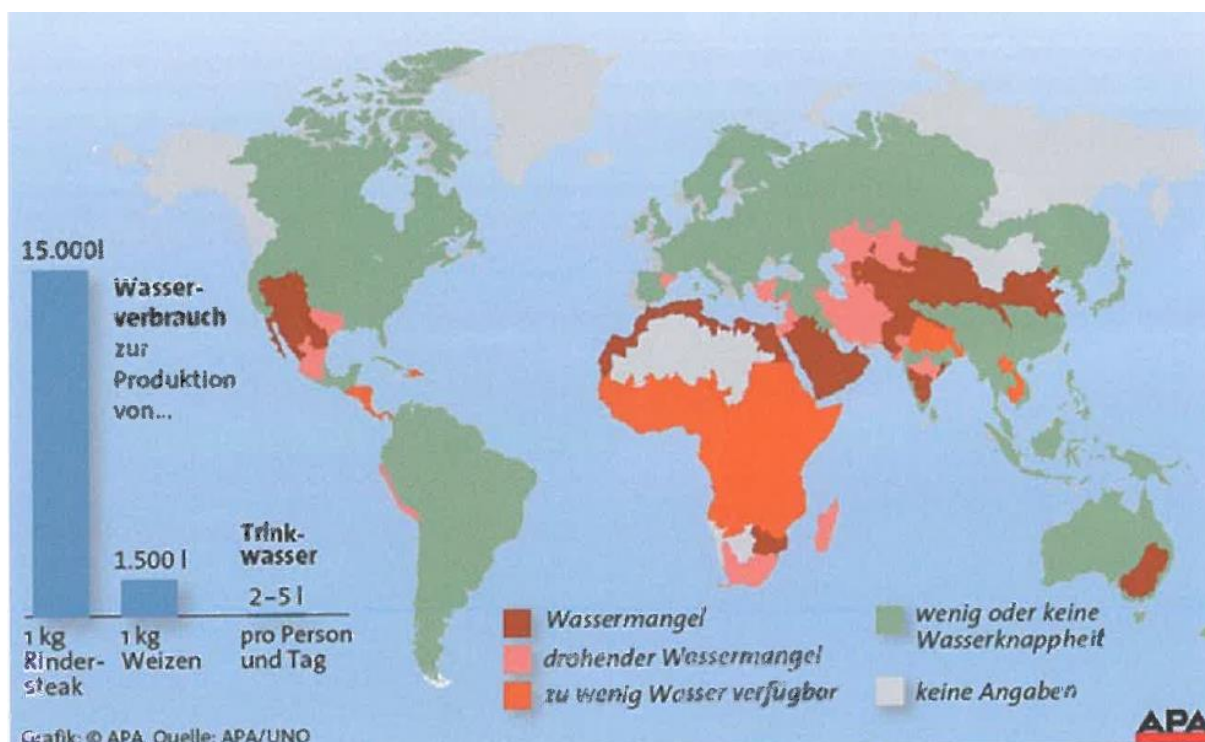 15.000l
Wasser-
verbrauch
zur
Produktion
von...
1.500 l
Trink-
wasser
2–5 l
1 kg
Rinder-
steak
1 kg
Weizen
pro Person
und Tag
Wassermangel
drohender Wassermangel
zu wenig Wasser verfügbar
wenig oder keine
Wasserknappheit
keine Angaben
Grafik: © APA, Quelle: APA/UNO
APA